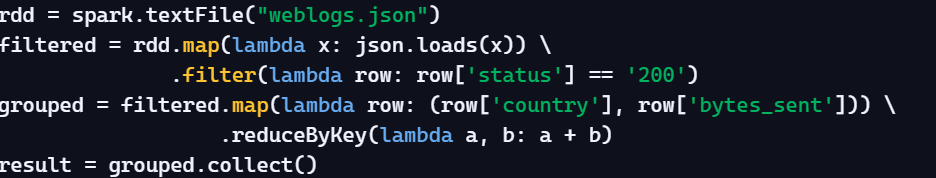 rdd = spark.textFile("weblogs.json")
filtered = rdd.map(lambda x: json.loads(x)) \
              .filter(lambda row: row['status'] == '200')
grouped = filtered.map(lambda row: (row['country'], row['bytes_sent'])) \
                  .reduceByKey(lambda a, b: a + b)
result = grouped.collect()